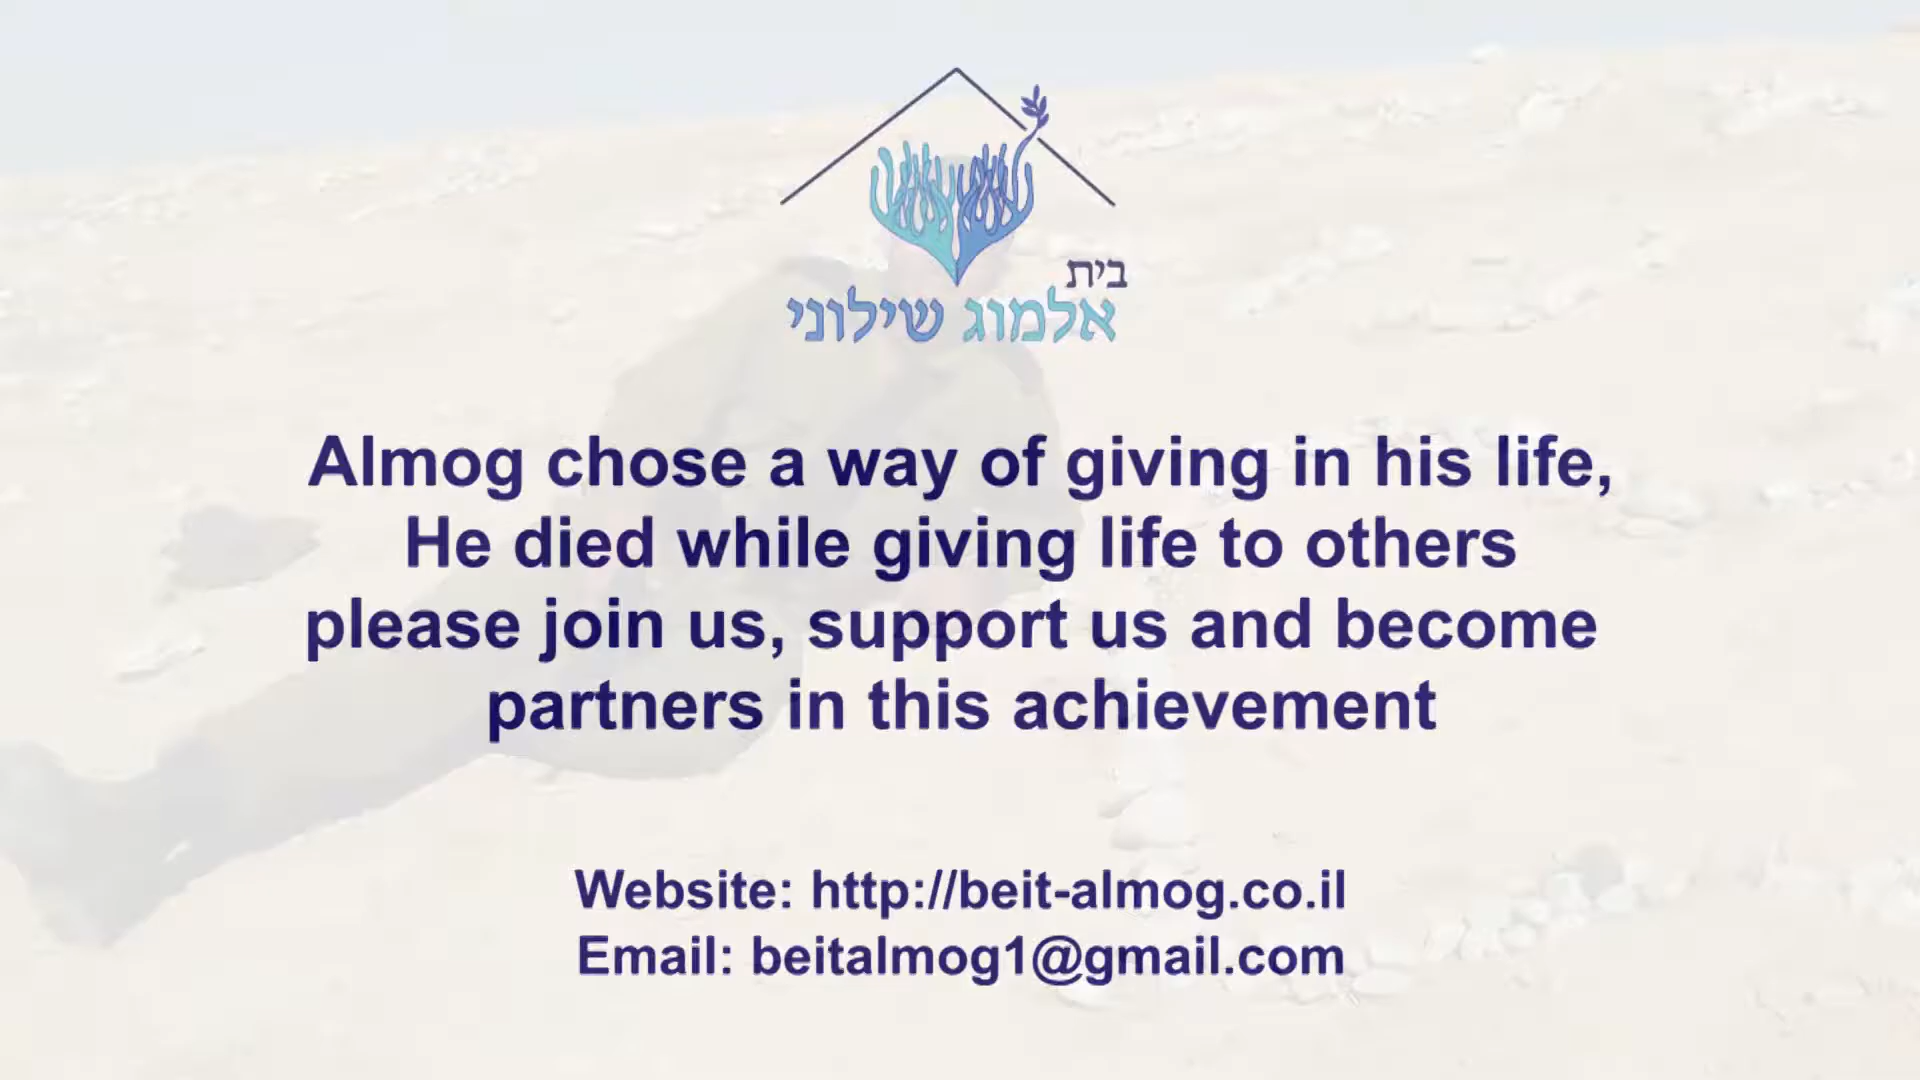 בית
אלמוג שילוני
Almog chose a way of giving in his life,
He died while giving life to others
please join us, support us and become
partners in this achievement
Website: http://beit-almog.co.il
Email: beitalmog1@gmail.com